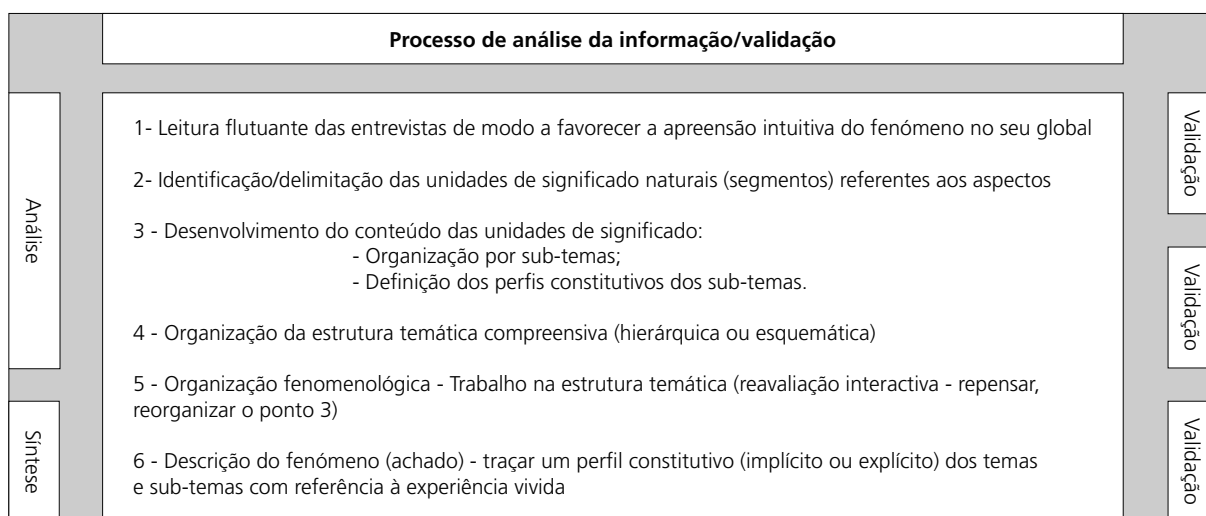 Processo de análise da informação/validação
Análise
1- Leitura flutuante das entrevistas de modo a favorecer a apreensão intuitiva do fenómeno no seu global
2- Identificação/delimitação das unidades de significado naturais (segmentos) referentes aos aspectos
3 - Desenvolvimento do conteúdo das unidades de significado:
- Organização por sub-temas;
- Definição dos perfis constitutivos dos sub-temas.
4 - Organização da estrutura temática compreensiva (hierárquica ou esquemática)
Síntese
5 - Organização fenomenológica - Trabalho na estrutura temática (reavaliação interactiva - repensar,
reorganizar o ponto 3)
6 - Descrição do fenómeno (achado) - traçar um perfil constitutivo (implícito ou explícito) dos temas
e sub-temas com referência à experiência vivida
Validação
Validação
Validação